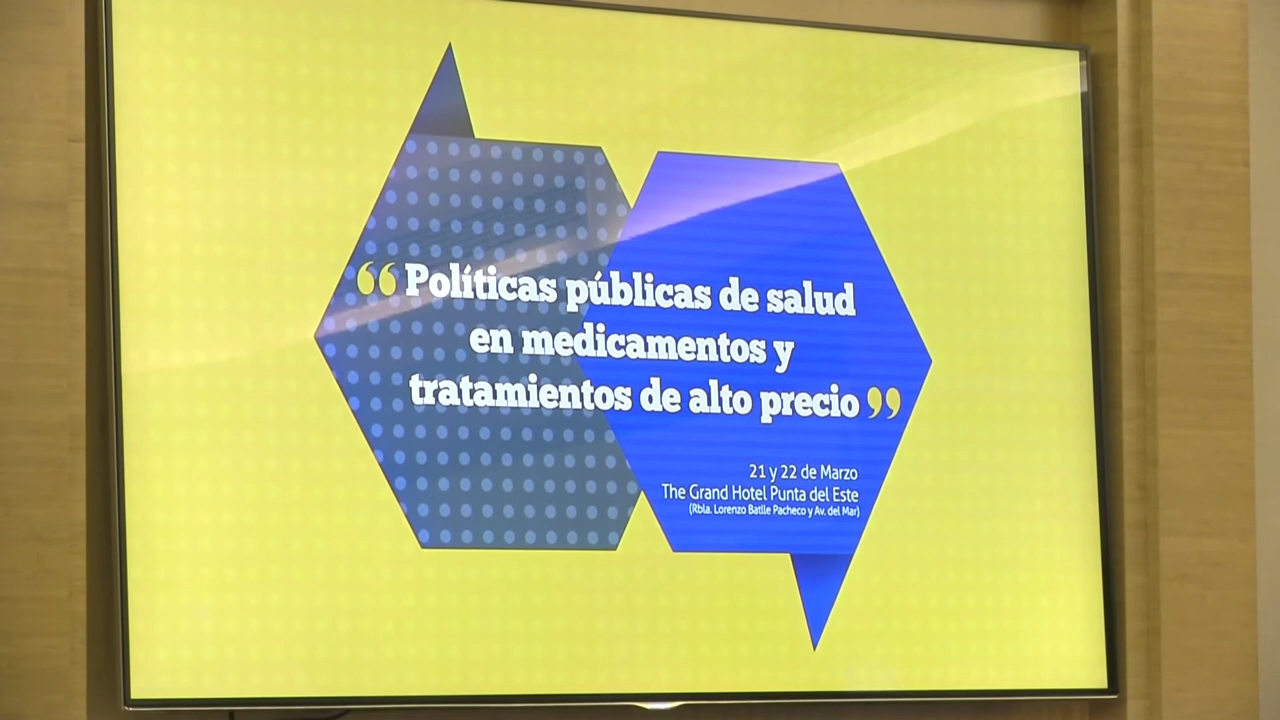 “Políticas públicas de salud
en medicamentos y
tratamientos de alto precio”
21 y 22 de Marzo
The Grand Hotel Punta del Este
(Rbla. Lorenzo Batlle Pacheco y Av. del Mar)